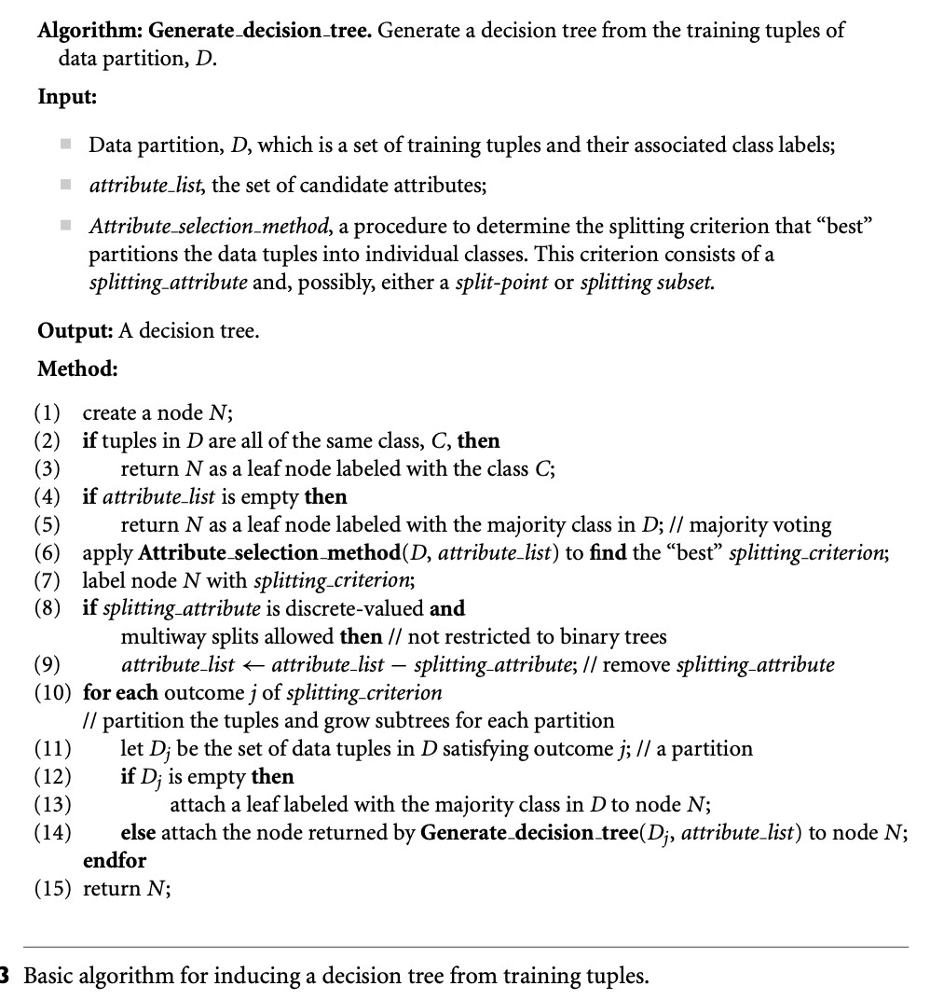 Algorithm: Generate_decision_tree. Generate a decision tree from the training tuples of
data partition, D.
Input:
■ Data partition, D, which is a set of training tuples and their associated class labels;
■ attribute_list, the set of candidate attributes;
■ Attribute_selection_method, a procedure to determine the splitting criterion that “best”
partitions the data tuples into individual classes. This criterion consists of a
splitting_attribute and, possibly, either a split-point or splitting subset.
Output: A decision tree.
Method:
(1) create a node N;
(2) if tuples in D are all of the same class, C, then
(3) return N as a leaf node labeled with the class C;
(4) if attribute_list is empty then
(5) return N as a leaf node labeled with the majority class in D; // majority voting
(6) apply Attribute_selection_method(D, attribute_list) to find the “best” splitting_criterion;
(7) label node N with splitting_criterion;
(8) if splitting_attribute is discrete-valued and
multiway splits allowed then // not restricted to binary trees
(9) attribute_list ← attribute_list − splitting_attribute; // remove splitting_attribute
(10) for each outcome j of splitting_criterion
// partition the tuples and grow subtrees for each partition
(11) let Dj be the set of data tuples in D satisfying outcome j; // a partition
(12) if Dj is empty then
(13) attach a leaf labeled with the majority class in D to node N;
(14) else attach the node returned by Generate_decision_tree(Dj, attribute_list) to node N;
endfor
(15) return N;
3 Basic algorithm for inducing a decision tree from training tuples.